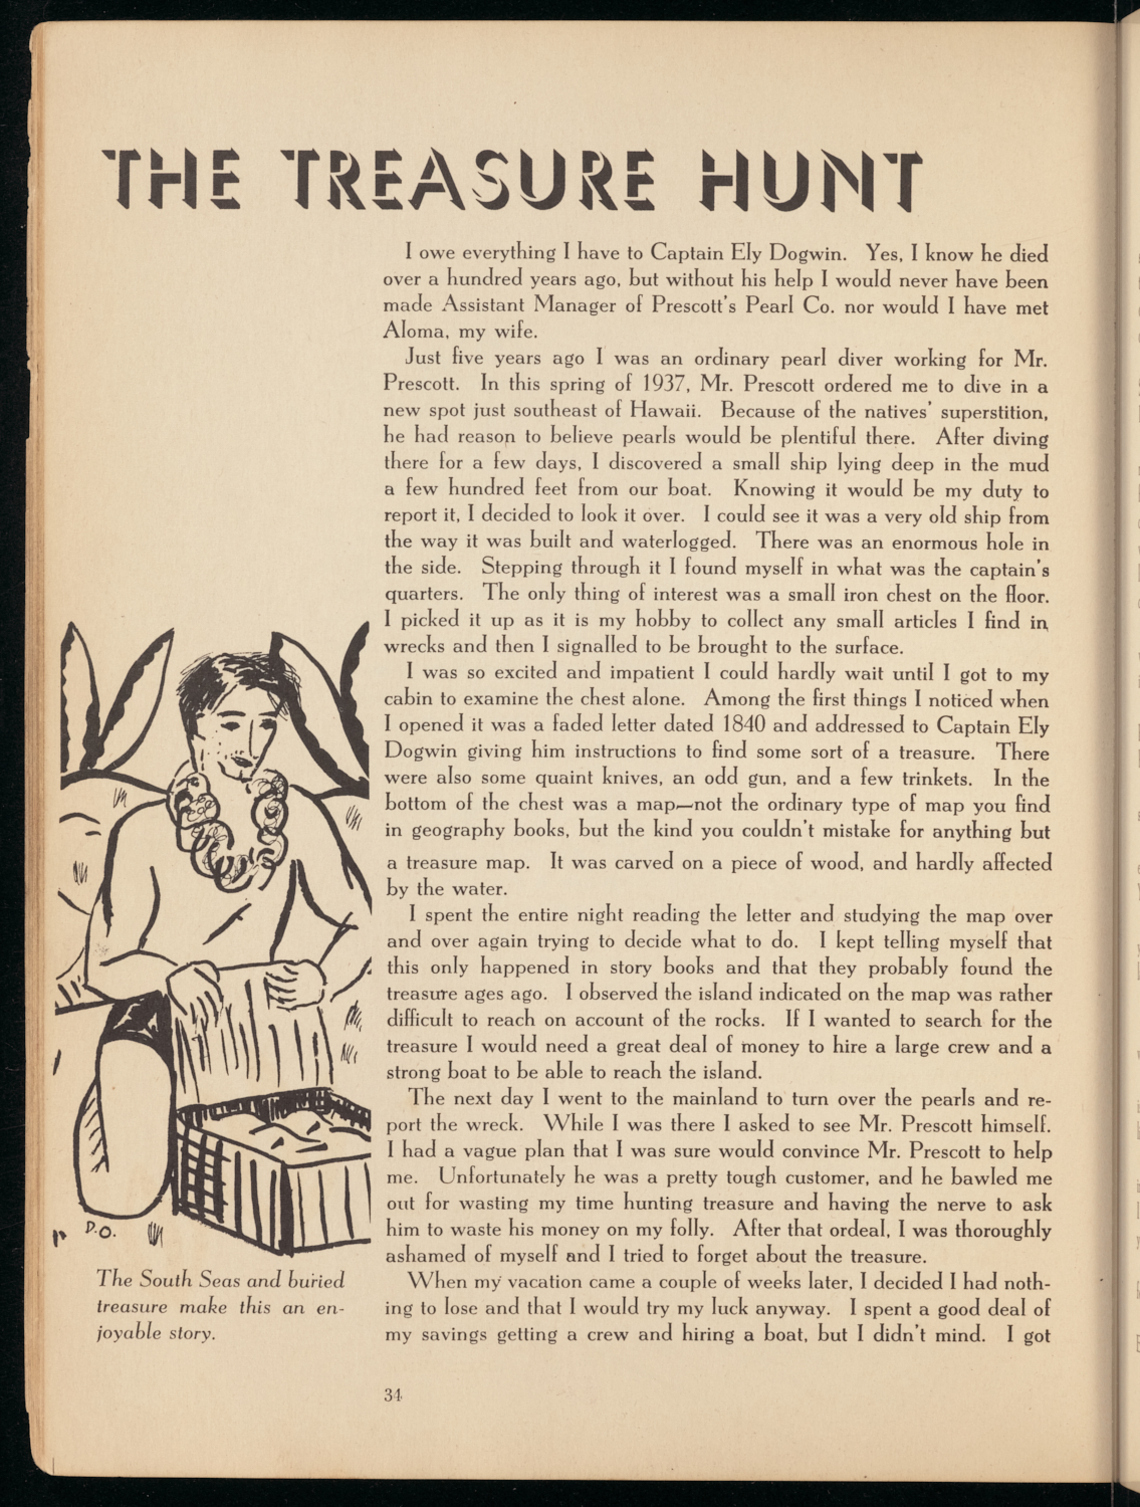 THE TREASURE HUNT
I owe everything I have to Captain Ely Dogwin. Yes, I know he died
over a hundred years ago, but without his help I would never have been
made Assistant Manager of Prescott's Pearl Co. nor would I have met
Aloma, my wife.
Just five years ago I was an ordinary pearl diver working for Mr.
Prescott. In this spring of 1937, Mr. Prescott ordered me to dive in a
new spot just southeast of Hawaii. Because of the natives' superstition,
he had reason to believe pearls would be plentiful there. After diving
there for a few days, I discovered a small ship lying deep in the mud
a few hundred feet from our boat. Knowing it would be my duty to
report it, I decided to look it over. I could see it was a very old ship from
the way it was built and waterlogged. There was an enormous hole in
the side. Stepping through it I found myself in what was the captain's
quarters. The only thing of interest was a small iron chest on the floor.
I picked it up as it is my hobby to collect any small articles I find in
wrecks and then I signalled to be brought to the surface.
I was so excited and impatient I could hardly wait until I got to my
cabin to examine the chest alone. Among the first things I noticed when
I opened it was a faded letter dated 1840 and addressed to Captain Ely
Dogwin giving him instructions to find some sort of a treasure. There
were also some quaint knives, an odd gun, and a few trinkets. In the
bottom of the chest was a map—not the ordinary type of map you find
in geography books, but the kind you couldn't mistake for anything but
a treasure map. It was carved on a piece of wood, and hardly affected
by the water.
I spent the entire night reading the letter and studying the map over
and over again trying to decide what to do. I kept telling myself that
this only happened in story books and that they probably found the
treasure ages ago. I observed the island indicated on the map was rather
difficult to reach on account of the rocks. If I wanted to search for the
treasure I would need a great deal of money to hire a large crew and a
strong boat to be able to reach the island.
The next day I went to the mainland to turn over the pearls and re-
port the wreck. While I was there I asked to see Mr. Prescott himself.
I had a vague plan that I was sure would convince Mr. Prescott to help
me. Unfortunately he was a pretty tough customer, and he bawled me
out for wasting my time hunting treasure and having the nerve to ask
him to waste his money on my folly. After that ordeal, I was thoroughly
ashamed of myself and I tried to forget about the treasure.
When my vacation came a couple of weeks later, I decided I had noth-
ing to lose and that I would try my luck anyway. I spent a good deal of
my savings getting a crew and hiring a boat, but I didn't mind. I got
D.O.
The South Seas and buried
treasure make this an en-
joyable story.
34